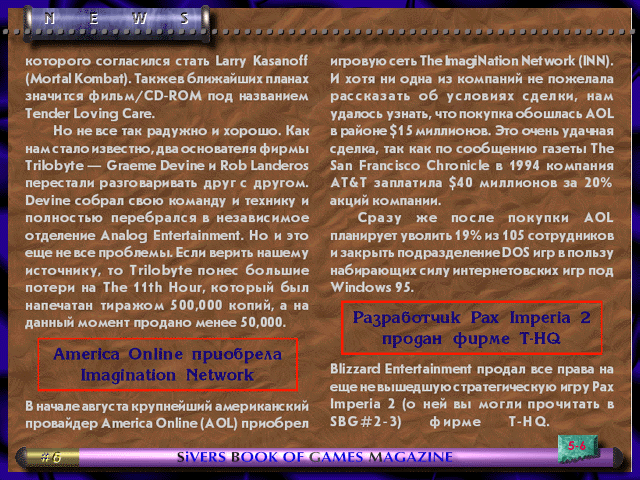 NEWS
которого согласился стать Larry Kasanoff
(Mortal Kombat). Также в ближайших планах
значится фильм/CD-ROM под названием
Tender Loving Care.
Но не все так радужно и хорошо. Как
нам стало известно, два основателя фирмы
Trilobyte — Graeme Devine и Rob Landeros
перестали разговаривать друг с другом.
Devine собрал свою команду и технику и
полностью перебрался в независимое
отделение Analog Entertainment. Но и это
еще не все проблемы. Если верить нашему
источнику, то Trilobyte понес большие
потери на The 11th Hour, который был
напечатан тиражом 500,000 копий, а на
данный момент продано менее 50,000.
America Online приобрела
Imagination Network
В начале августа крупнейший американский
провайдер America Online (AOL) приобрел
игровую сеть The ImagiNation Network (INN).
И хотя ни одна из компаний не пожелала
рассказать об условиях сделки, нам
удалось узнать, что покупка обошлась AOL
в районе $15 миллионов. Это очень удачная
сделка, так как по сообщению газеты The
San Francisco Chronicle в 1994 компания
AT&T заплатила $40 миллионов за 20%
акций компании.
Сразу же после покупки AOL
планирует уволить 19% из 105 сотрудников
и закрыть подразделение DOS игр в пользу
набирающих силу интернетовских игр под
Windows 95.
Разработчик Pax Imperia 2
продан фирме T-HQ
Blizzard Entertainment продал все права на
еще не вышедшую стратегическую игру Pax
Imperia 2 (о ней вы могли прочитать в
SBG#2-3) фирме T-HQ.
#6
SiVERS BOOK OF GAMES MAGAZINE
5-6